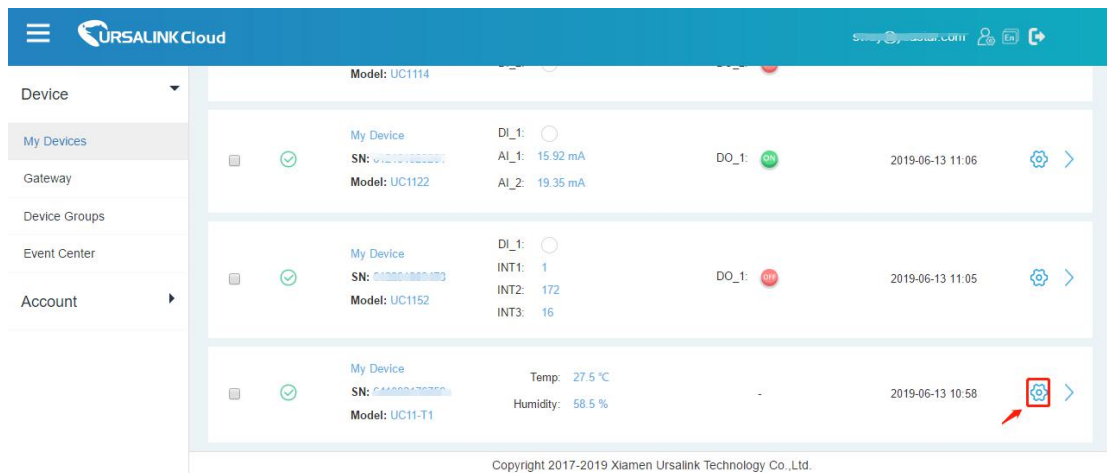 URSALINK Cloud
En
Device
My Devices
Gateway
Device Groups
Event Center
Account
Model: UC1114
My Device
SN:
Model: UC1122
DI_1:
AI_1: 15.92 mA
AI_2: 19.35 mA
DO_1: ON
2019-06-13 11:06
My Device
SN:
Model: UC1152
DI_1:
INT1: 1
INT2: 172
INT3: 16
DO_1: OFF
2019-06-13 11:05
My Device
SN:
Model: UC11-T1
Temp: 27.5 ℃
Humidity: 58.5 %
-
2019-06-13 10:58
Copyright 2017-2019 Xiamen Ursalink Technology Co.,Ltd.